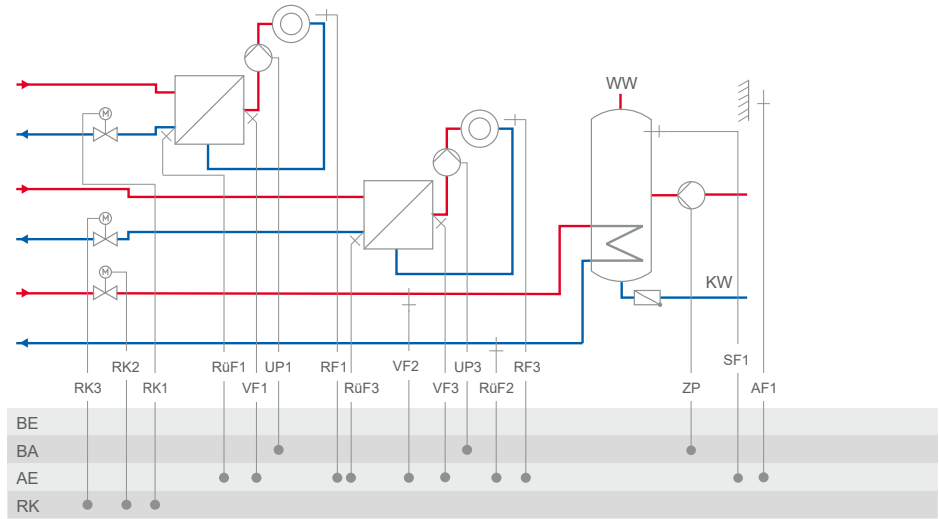 M
WW
M
M
KW
RK2 RüF1 UP1 RF1 VF2 UP3 RF3 SF1
RK3 RK1 VF1 RüF3 VF3 RüF2 ZP AF1
BE
BA
AE
RK